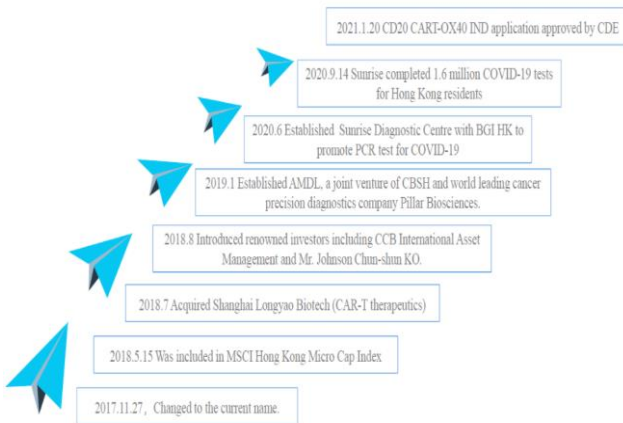 2021.1.20 CD20 CART-OX40 IND application approved by CDE
2020.9.14 Sunrise completed 1.6 million COVID-19 tests
for Hong Kong residents
2020.6 Established Sunrise Diagnostic Centre with BGI HK to
promote PCR test for COVID-19
2019.1 Established AMDL, a joint venture of CBSH and world leading cancer
precision diagnostics company Pillar Biosciences.
2018.8 Introduced renowned investors including CCB International Asset
Management and Mr. Johnson Chun-shun KO.
2018.7 Acquired Shanghai Longyao Biotech (CAR-T therapeutics)
2018.5.15 Was included in MSCI Hong Kong Micro Cap Index
2017.11.27，Changed to the current name.